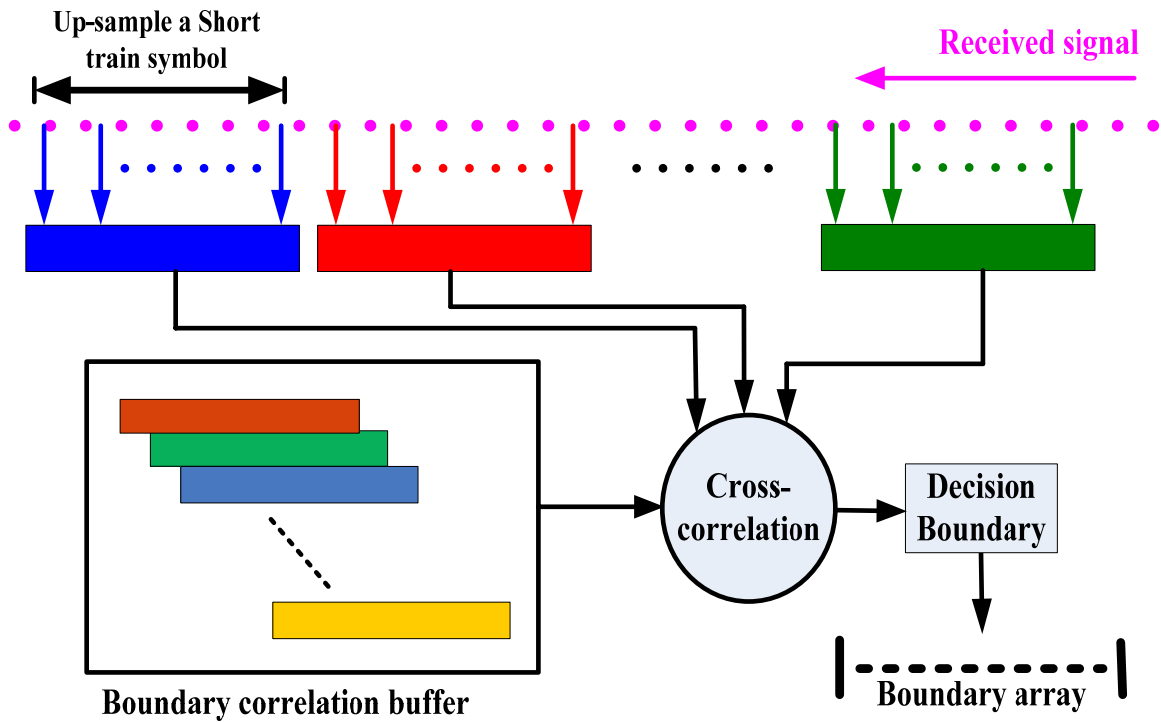 Up-sample a Short
train symbol
Received signal
Cross-
correlation
Decision
Boundary
Boundary array
Boundary correlation buffer